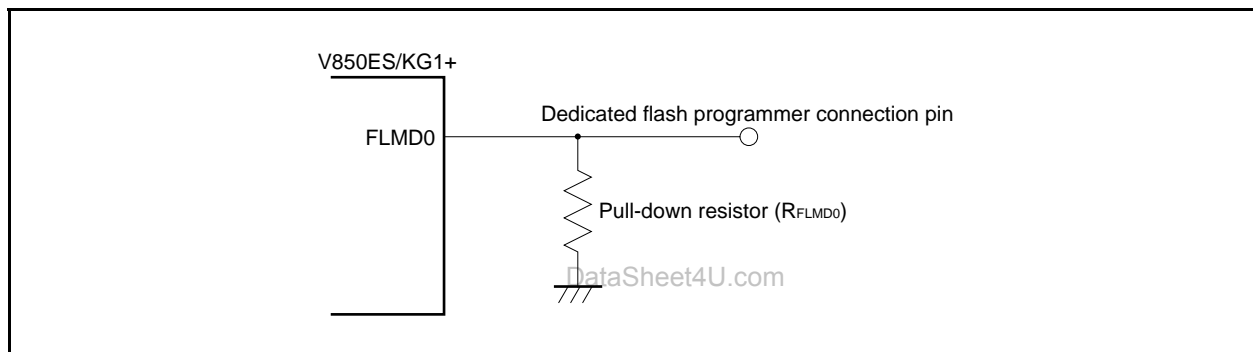 V850ES/KG1+
Dedicated flash programmer connection pin
FLMD0
Pull-down resistor (RFLMD0)
DataSheet4U.com